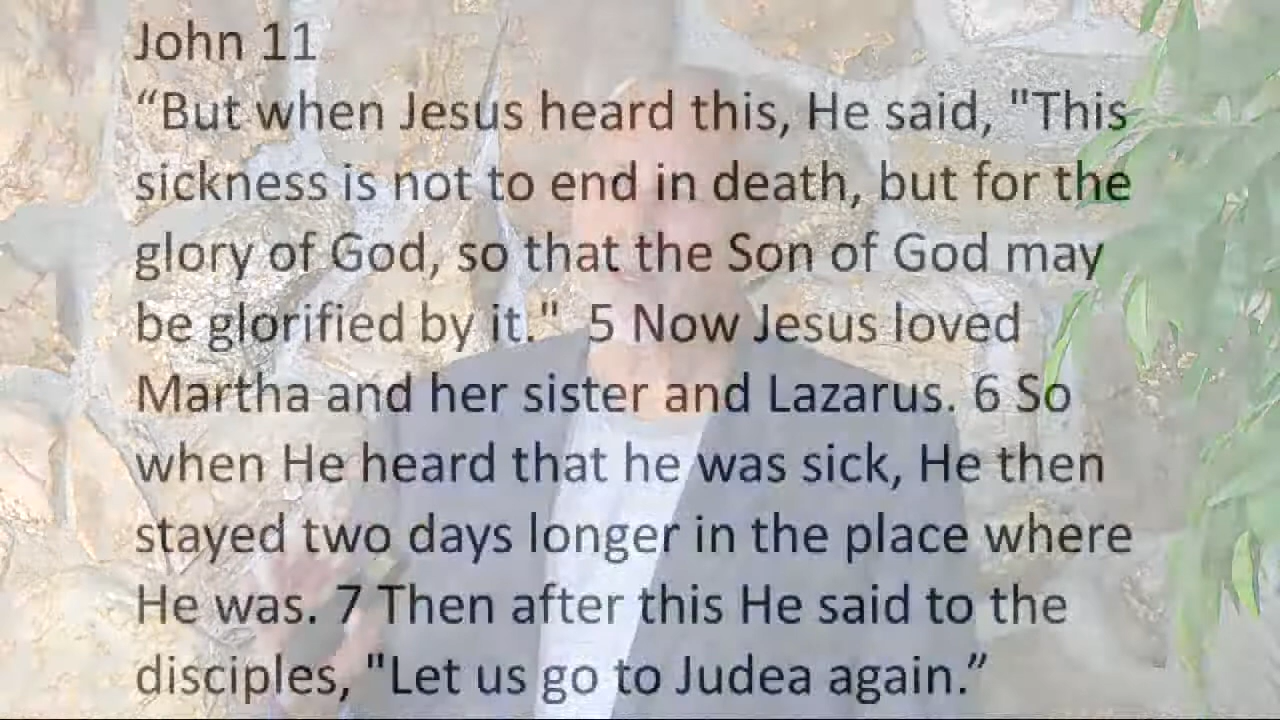 John 11
“But when Jesus heard this, He said, "This
sickness is not to end in death, but for the
glory of God, so that the Son of God may
be glorified by it."  5 Now Jesus loved
Martha and her sister and Lazarus. 6 So
when He heard that he was sick, He then
stayed two days longer in the place where
He was. 7 Then after this He said to the
disciples, "Let us go to Judea again.”